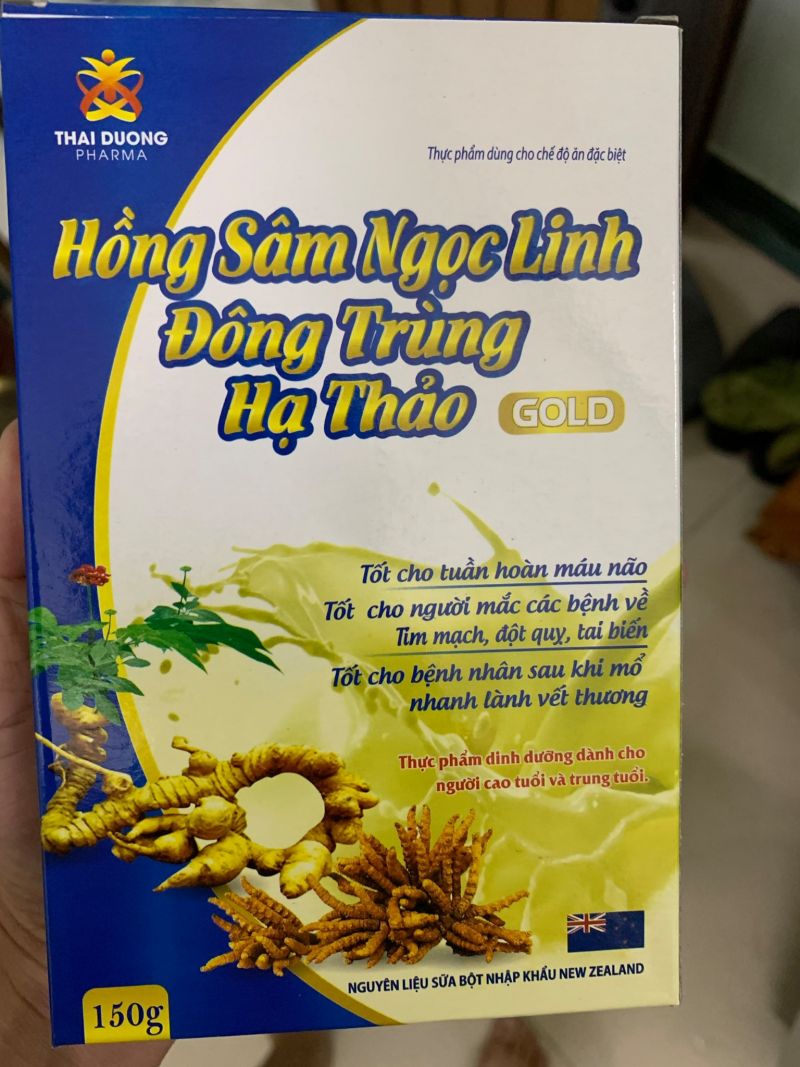 THAI DUONG
PHARMA
Thực phẩm dùng cho chế độ ăn đặc biệt
Hồng Sâm Ngọc Linh
Đông Trùng
Hạ Thảo
GOLD
Tốt cho tuần hoàn máu não
Tốt cho người mắc các bệnh về
Tim mạch, đột quỵ, tai biến
Tốt cho bệnh nhân sau khi mổ
nhanh lành vết thương
Thực phẩm dinh dưỡng dành cho
người cao tuổi và trung tuổi.
NGUYÊN LIỆU SỮA BỘT NHẬP KHẨU NEW ZEALAND
150g